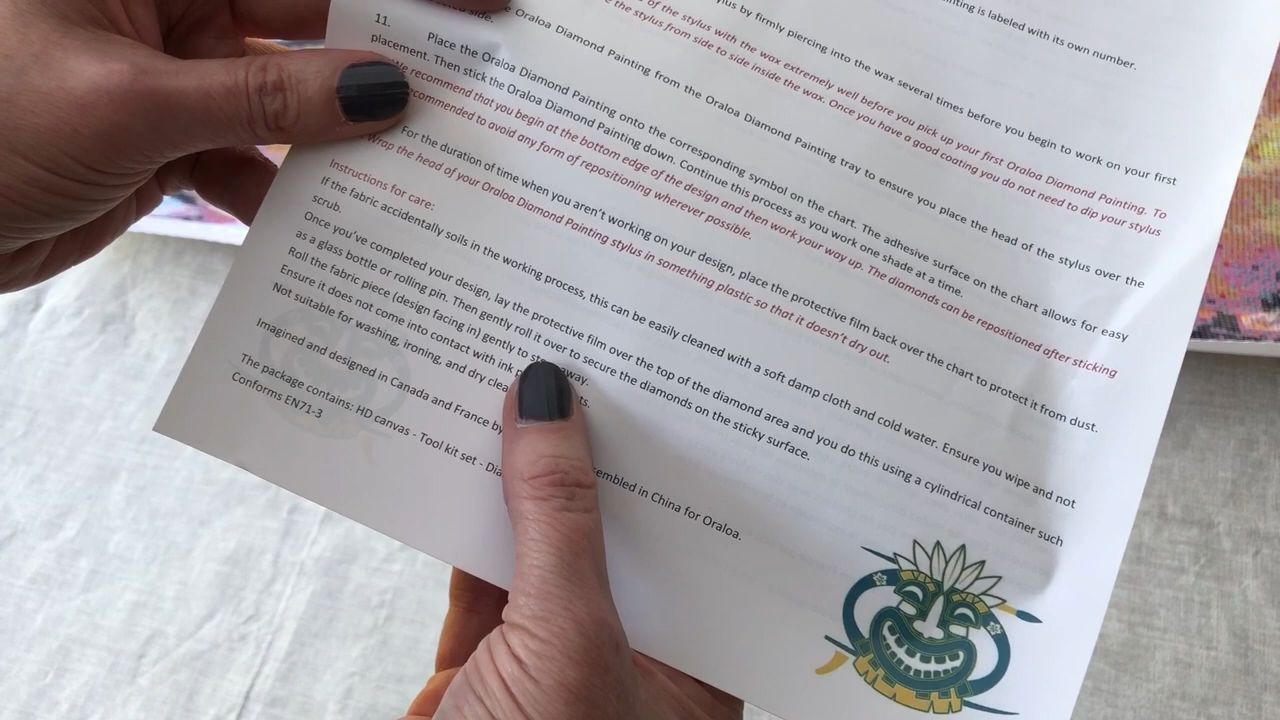 is labeled with its own number.
by firmly piercing into the wax several times before you begin to work on your first
of the stylus with the wax extremely well before you pick up your first Oraloa Diamond Painting. To
the stylus from side to side inside the wax. Once you have a good coating you do not need to dip your stylus
Oraloa Diamond Painting from the Oraloa Diamond Painting tray to ensure you place the head of the stylus over the
side.
11. Place the Oraloa Diamond Painting onto the corresponding symbol on the chart. The adhesive surface on the chart allows for easy
placement. Then stick the Oraloa Diamond Painting down. Continue this process as you work one shade at a time.
We recommend that you begin at the bottom edge of the design and then work your way up. The diamonds can be repositioned after sticking
recommended to avoid any form of repositioning wherever possible.
For the duration of time when you aren't working on your design, place the protective film back over the chart to protect it from dust.
Wrap the head of your Oraloa Diamond Painting stylus in something plastic so that it doesn't dry out.
Instructions for care:
If the fabric accidentally soils in the working process, this can be easily cleaned with a soft damp cloth and cold water. Ensure you wipe and not
scrub.
Once you've completed your design, lay the protective film over the top of the diamond area and you do this using a cylindrical container such
as a glass bottle or rolling pin. Then gently roll it over to secure the diamonds on the sticky surface.
Roll the fabric piece (design facing in) gently to away.
Ensure it does not come into contact with ink
Not suitable for washing, ironing, and dry
Imagined and designed in Canada and France by in China for Oraloa.
The package contains: HD canvas - Tool kit set -
Conforms EN71-3